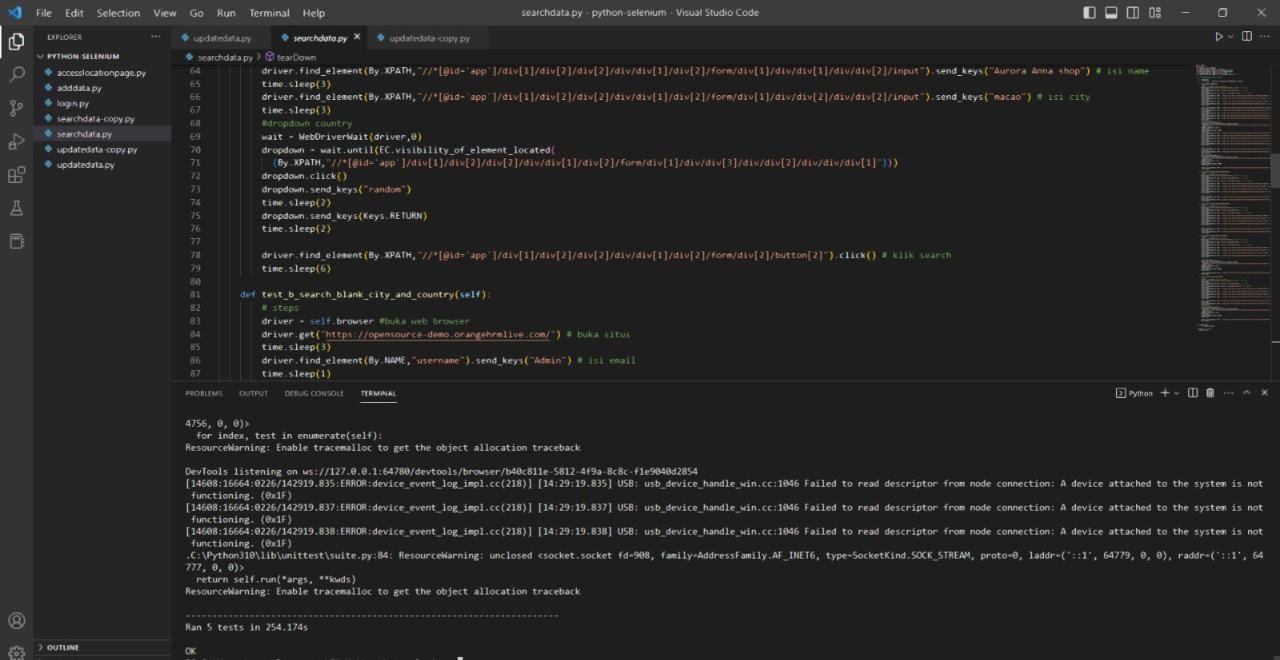 File Edit Selection View Go Run Terminal Help
searchdata.py - python-selenium - Visual Studio Code
EXPLORER
PYTHON-SELENIUM
accesslocationpage.py
adddata.py
login.py
searchdata-copy.py
searchdata.py
updatedata-copy.py
updatedata.py
OUTLINE
updatedata.py searchdata.py updatedata-copy.py
searchdata.py > tearDown
64 driver.find_element(By.XPATH,"//*[@id='app']/div[1]/div[2]/div[2]/div/div[1]/div[2]/form/div[1]/div/div[1]/div/div[2]/input").send_keys("Aurora Anna shop") # isi name
65 time.sleep(3)
66 driver.find_element(By.XPATH,"//*[@id='app']/div[1]/div[2]/div[2]/div/div[1]/div[2]/form/div[1]/div/div[2]/div/div[2]/input").send_keys("macao") # isi city
67 time.sleep(3)
68 #dropdown country
69 wait = WebDriverWait(driver,0)
70 dropdown = wait.until(EC.visibility_of_element_located(
71 (By.XPATH,"//*[@id='app']/div[1]/div[2]/div[2]/div/div[1]/div[2]/form/div[1]/div/div[3]/div/div[2]/div/div/div[1]")))
72 dropdown.click()
73 dropdown.send_keys("random")
74 time.sleep(2)
75 dropdown.send_keys(Keys.RETURN)
76 time.sleep(2)
77
78 driver.find_element(By.XPATH,"//*[@id='app']/div[1]/div[2]/div[2]/div/div[1]/div[2]/form/div[2]/button[2]").click() # klik search
79 time.sleep(6)
80
81 def test_b_search_blank_city_and_country(self):
82 # steps
83 driver = self.browser #buka web browser
84 driver.get("https://opensource-demo.orangehrmlive.com/") # buka situs
85 time.sleep(3)
86 driver.find_element(By.NAME,"username").send_keys("Admin") # isi email
87 time.sleep(1)
PROBLEMS OUTPUT DEBUG CONSOLE TERMINAL
Python
4756, 0, 0)>
for index, test in enumerate(self):
ResourceWarning: Enable tracemalloc to get the object allocation traceback
DevTools listening on ws://127.0.0.1:64780/devtools/browser/b40c811e-5812-4f9a-8c8c-f1e9040d2854
[14608:16664:0226/142919.835:ERROR:device_event_log_impl.cc(218)] [14:29:19.835] USB: usb_device_handle_win.cc:1046 Failed to read descriptor from node connection: A device attached to the system is not
functioning. (0x1F)
[14608:16664:0226/142919.837:ERROR:device_event_log_impl.cc(218)] [14:29:19.837] USB: usb_device_handle_win.cc:1046 Failed to read descriptor from node connection: A device attached to the system is not
functioning. (0x1F)
[14608:16664:0226/142919.838:ERROR:device_event_log_impl.cc(218)] [14:29:19.838] USB: usb_device_handle_win.cc:1046 Failed to read descriptor from node connection: A device attached to the system is not
functioning. (0x1F)
.C:\Python310\lib\unittest\suite.py:84: ResourceWarning: unclosed <socket.socket fd=908, family=AddressFamily.AF_INET6, type=SocketKind.SOCK_STREAM, proto=0, laddr=('::1', 64779, 0, 0), raddr=('::1', 64
777, 0, 0)>
return self.run(*args, **kwds)
ResourceWarning: Enable tracemalloc to get the object allocation traceback
----------------------------------------------------------------------
Ran 5 tests in 254.174s
OK